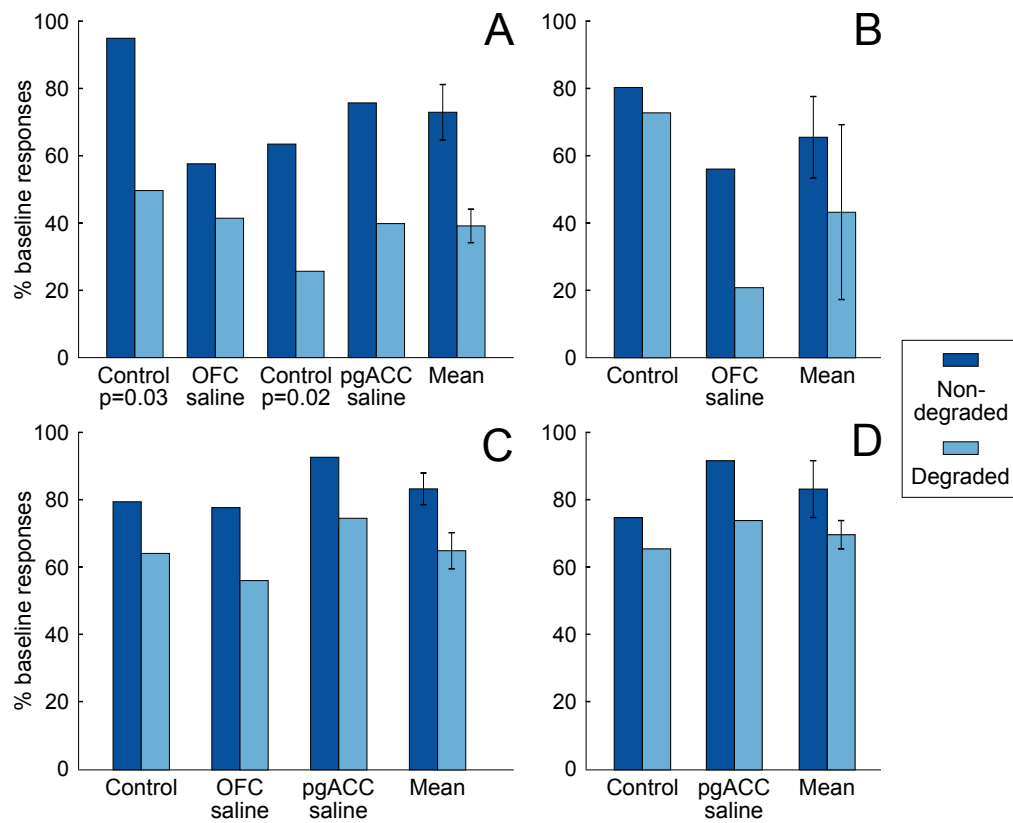 A
% baseline responses
100
80
60
40
20
0
Control
p=0.03
OFC
saline
Control
p=0.02
pgACC
saline
Mean
B
100
80
60
40
20
0
Control
OFC
saline
Mean
Non-
degraded
Degraded
C
% baseline responses
100
80
60
40
20
0
Control
OFC
saline
pgACC
saline
Mean
D
100
80
60
40
20
0
Control
pgACC
saline
Mean